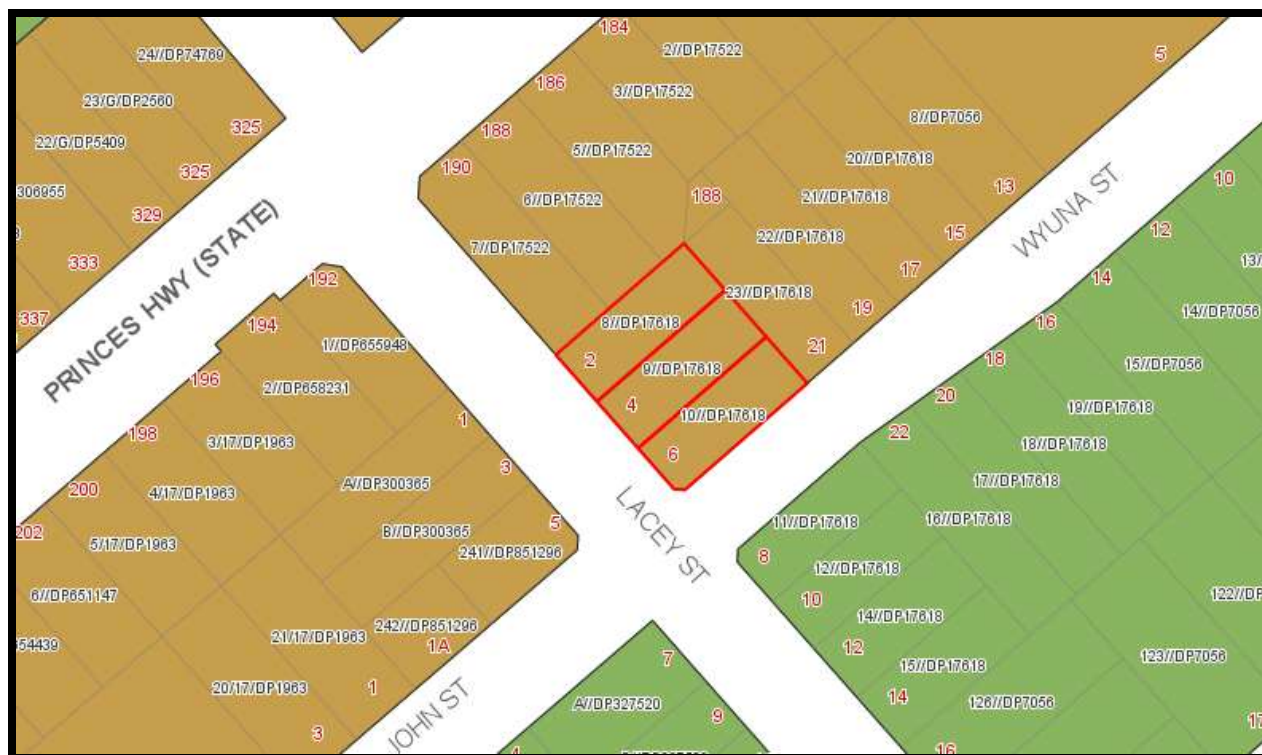 184
2//DP17522
5
24//DP74769
186
3//DP17522
23/G/DP2560
8//DP7056
325
188
22/G/DP5409
5//DP17522
20//DP17618
190
325
10
306955
6//DP17522
188
21//DP17618
13
WYUNA ST
329
12
15
22//DP17618
7//DP17522
PRINCES HWY (STATE)
333
17
14
13//
192
23//DP17618
19
337
8//DP17618
14//DP7056
194
16
1//DP655948
21
2
18
15//DP7056
9//DP17618
196
2//DP658231
20
4
10//DP17618
19//DP17618
1
198
22
3/17/DP1963
18//DP17618
6
3
A//DP300365
17//DP17618
200
4/17/DP1963
LACEY ST
5
11//DP17618
16//DP17618
202
B//DP300365
5/17/DP1963
241//DP851296
8
12//DP17618
6//DP651147
10
122//DP
14//DP17618
242//DP851296
21/17/DP1963
1A
54439
12
7
123//DP7056
15//DP17618
20/17/DP1963
1
14
A//DP327520
126//DP7056
9
JOHN ST
3
16